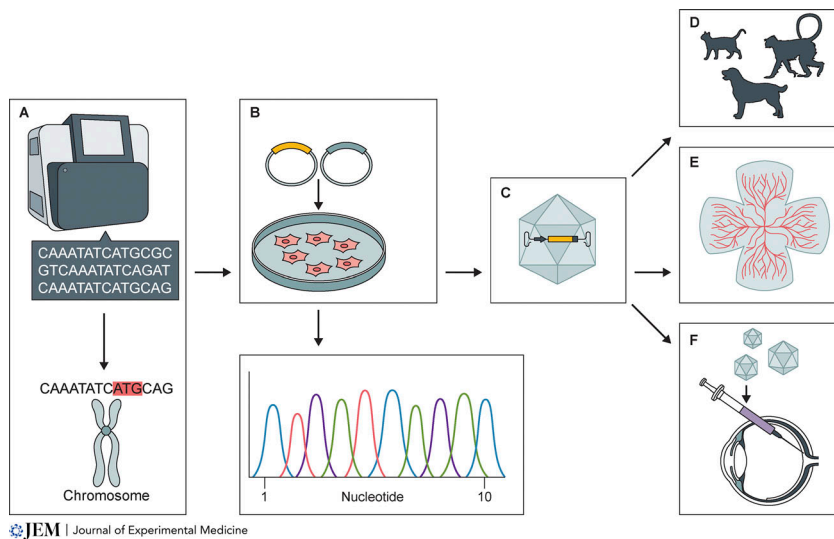 A
CAAATATCATGCGC
GTCAAATATCAGAT
CAAATATCATGCAG
CAAATATCATGCAG
Chromosome
B
1 Nucleotide 10
C
D
E
F
JEM | Journal of Experimental Medicine